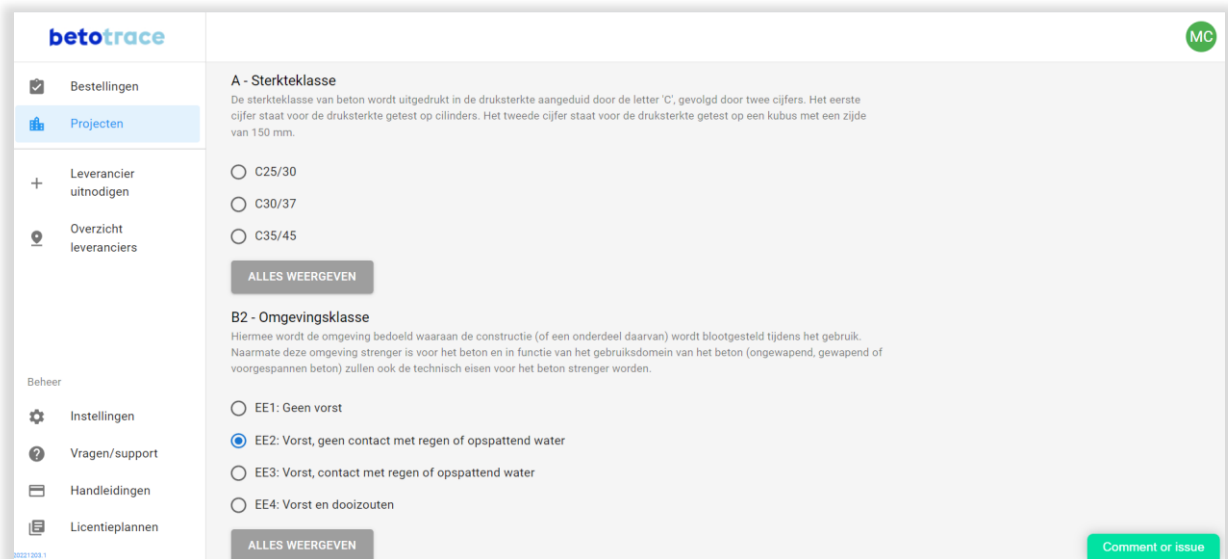 betotrace
MC
Bestellingen
Projecten
Leverancier
uitnodigen
Overzicht
leveranciers
Beheer
Instellingen
Vragen/support
Handleidingen
Licentieplannen
20221209.1
A - Sterkteklasse
De sterkteklasse van beton wordt uitgedrukt in de druksterkte aangeduid door de letter 'C', gevolgd door twee cijfers. Het eerste
cijfer staat voor de druksterkte getest op cilinders. Het tweede cijfer staat voor de druksterkte getest op een kubus met een zijde
van 150 mm.
C25/30
C30/37
C35/45
ALLES WEERGEVEN
B2 - Omgevingsklasse
Hiermee wordt de omgeving bedoeld waaraan de constructie (of een onderdeel daarvan) wordt blootgesteld tijdens het gebruik.
Naarmate deze omgeving strenger is voor het beton en in functie van het gebruiksdomein van het beton (ongewapend, gewapend of
voorgespannen beton) zullen ook de technisch eisen voor het beton strenger worden.
EE1: Geen vorst
EE2: Vorst, geen contact met regen of opspattend water
EE3: Vorst, contact met regen of opspattend water
EE4: Vorst en dooizouten
ALLES WEERGEVEN
Comment or issue